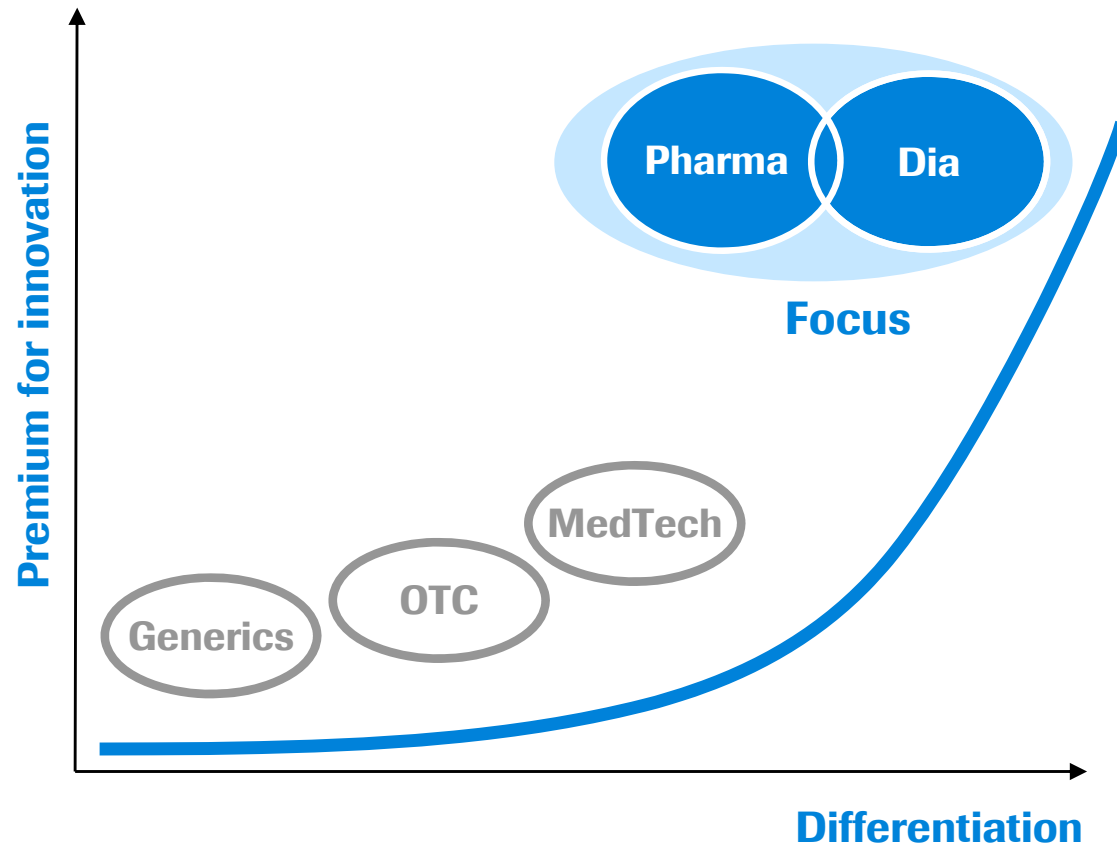 Premium for innovation
Pharma
Dia
Focus
MedTech
OTC
Generics
Differentiation